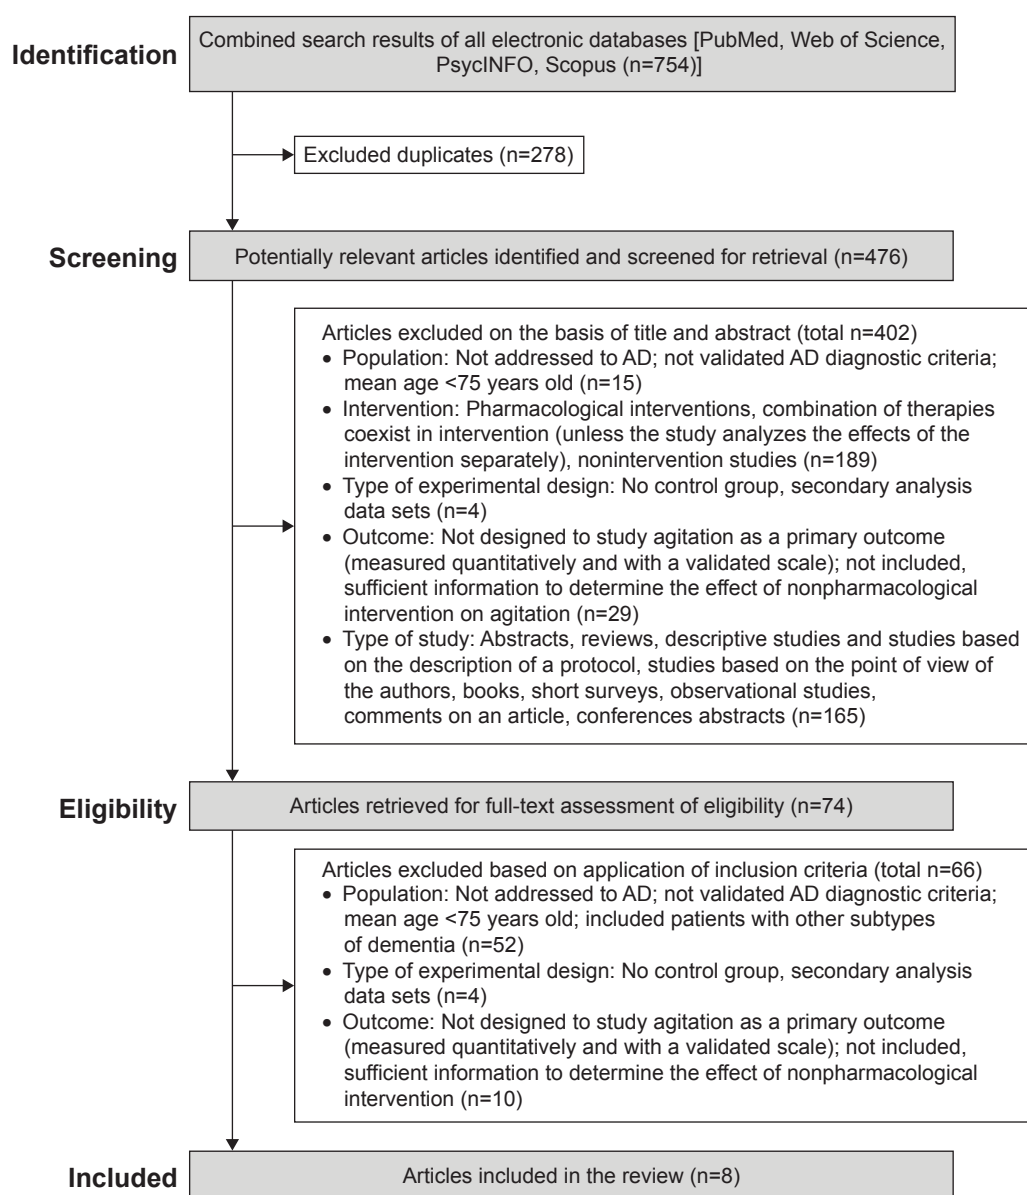 Identification
Combined search results of all electronic databases [PubMed, Web of Science,
PsycINFO, Scopus (n=754)]
Excluded duplicates (n=278)
Screening
Potentially relevant articles identified and screened for retrieval (n=476)
Articles excluded on the basis of title and abstract (total n=402)
• Population: Not addressed to AD; not validated AD diagnostic criteria;
mean age <75 years old (n=15)
• Intervention: Pharmacological interventions, combination of therapies
coexist in intervention (unless the study analyzes the effects of the
intervention separately), nonintervention studies (n=189)
• Type of experimental design: No control group, secondary analysis
data sets (n=4)
• Outcome: Not designed to study agitation as a primary outcome
(measured quantitatively and with a validated scale); not included,
sufficient information to determine the effect of nonpharmacological
intervention on agitation (n=29)
• Type of study: Abstracts, reviews, descriptive studies and studies based
on the description of a protocol, studies based on the point of view of
the authors, books, short surveys, observational studies,
comments on an article, conferences abstracts (n=165)
Eligibility
Articles retrieved for full-text assessment of eligibility (n=74)
Articles excluded based on application of inclusion criteria (total n=66)
• Population: Not addressed to AD; not validated AD diagnostic criteria;
mean age <75 years old; included patients with other subtypes
of dementia (n=52)
• Type of experimental design: No control group, secondary analysis
data sets (n=4)
• Outcome: Not designed to study agitation as a primary outcome
(measured quantitatively and with a validated scale); not included,
sufficient information to determine the effect of nonpharmacological
intervention (n=10)
Included
Articles included in the review (n=8)